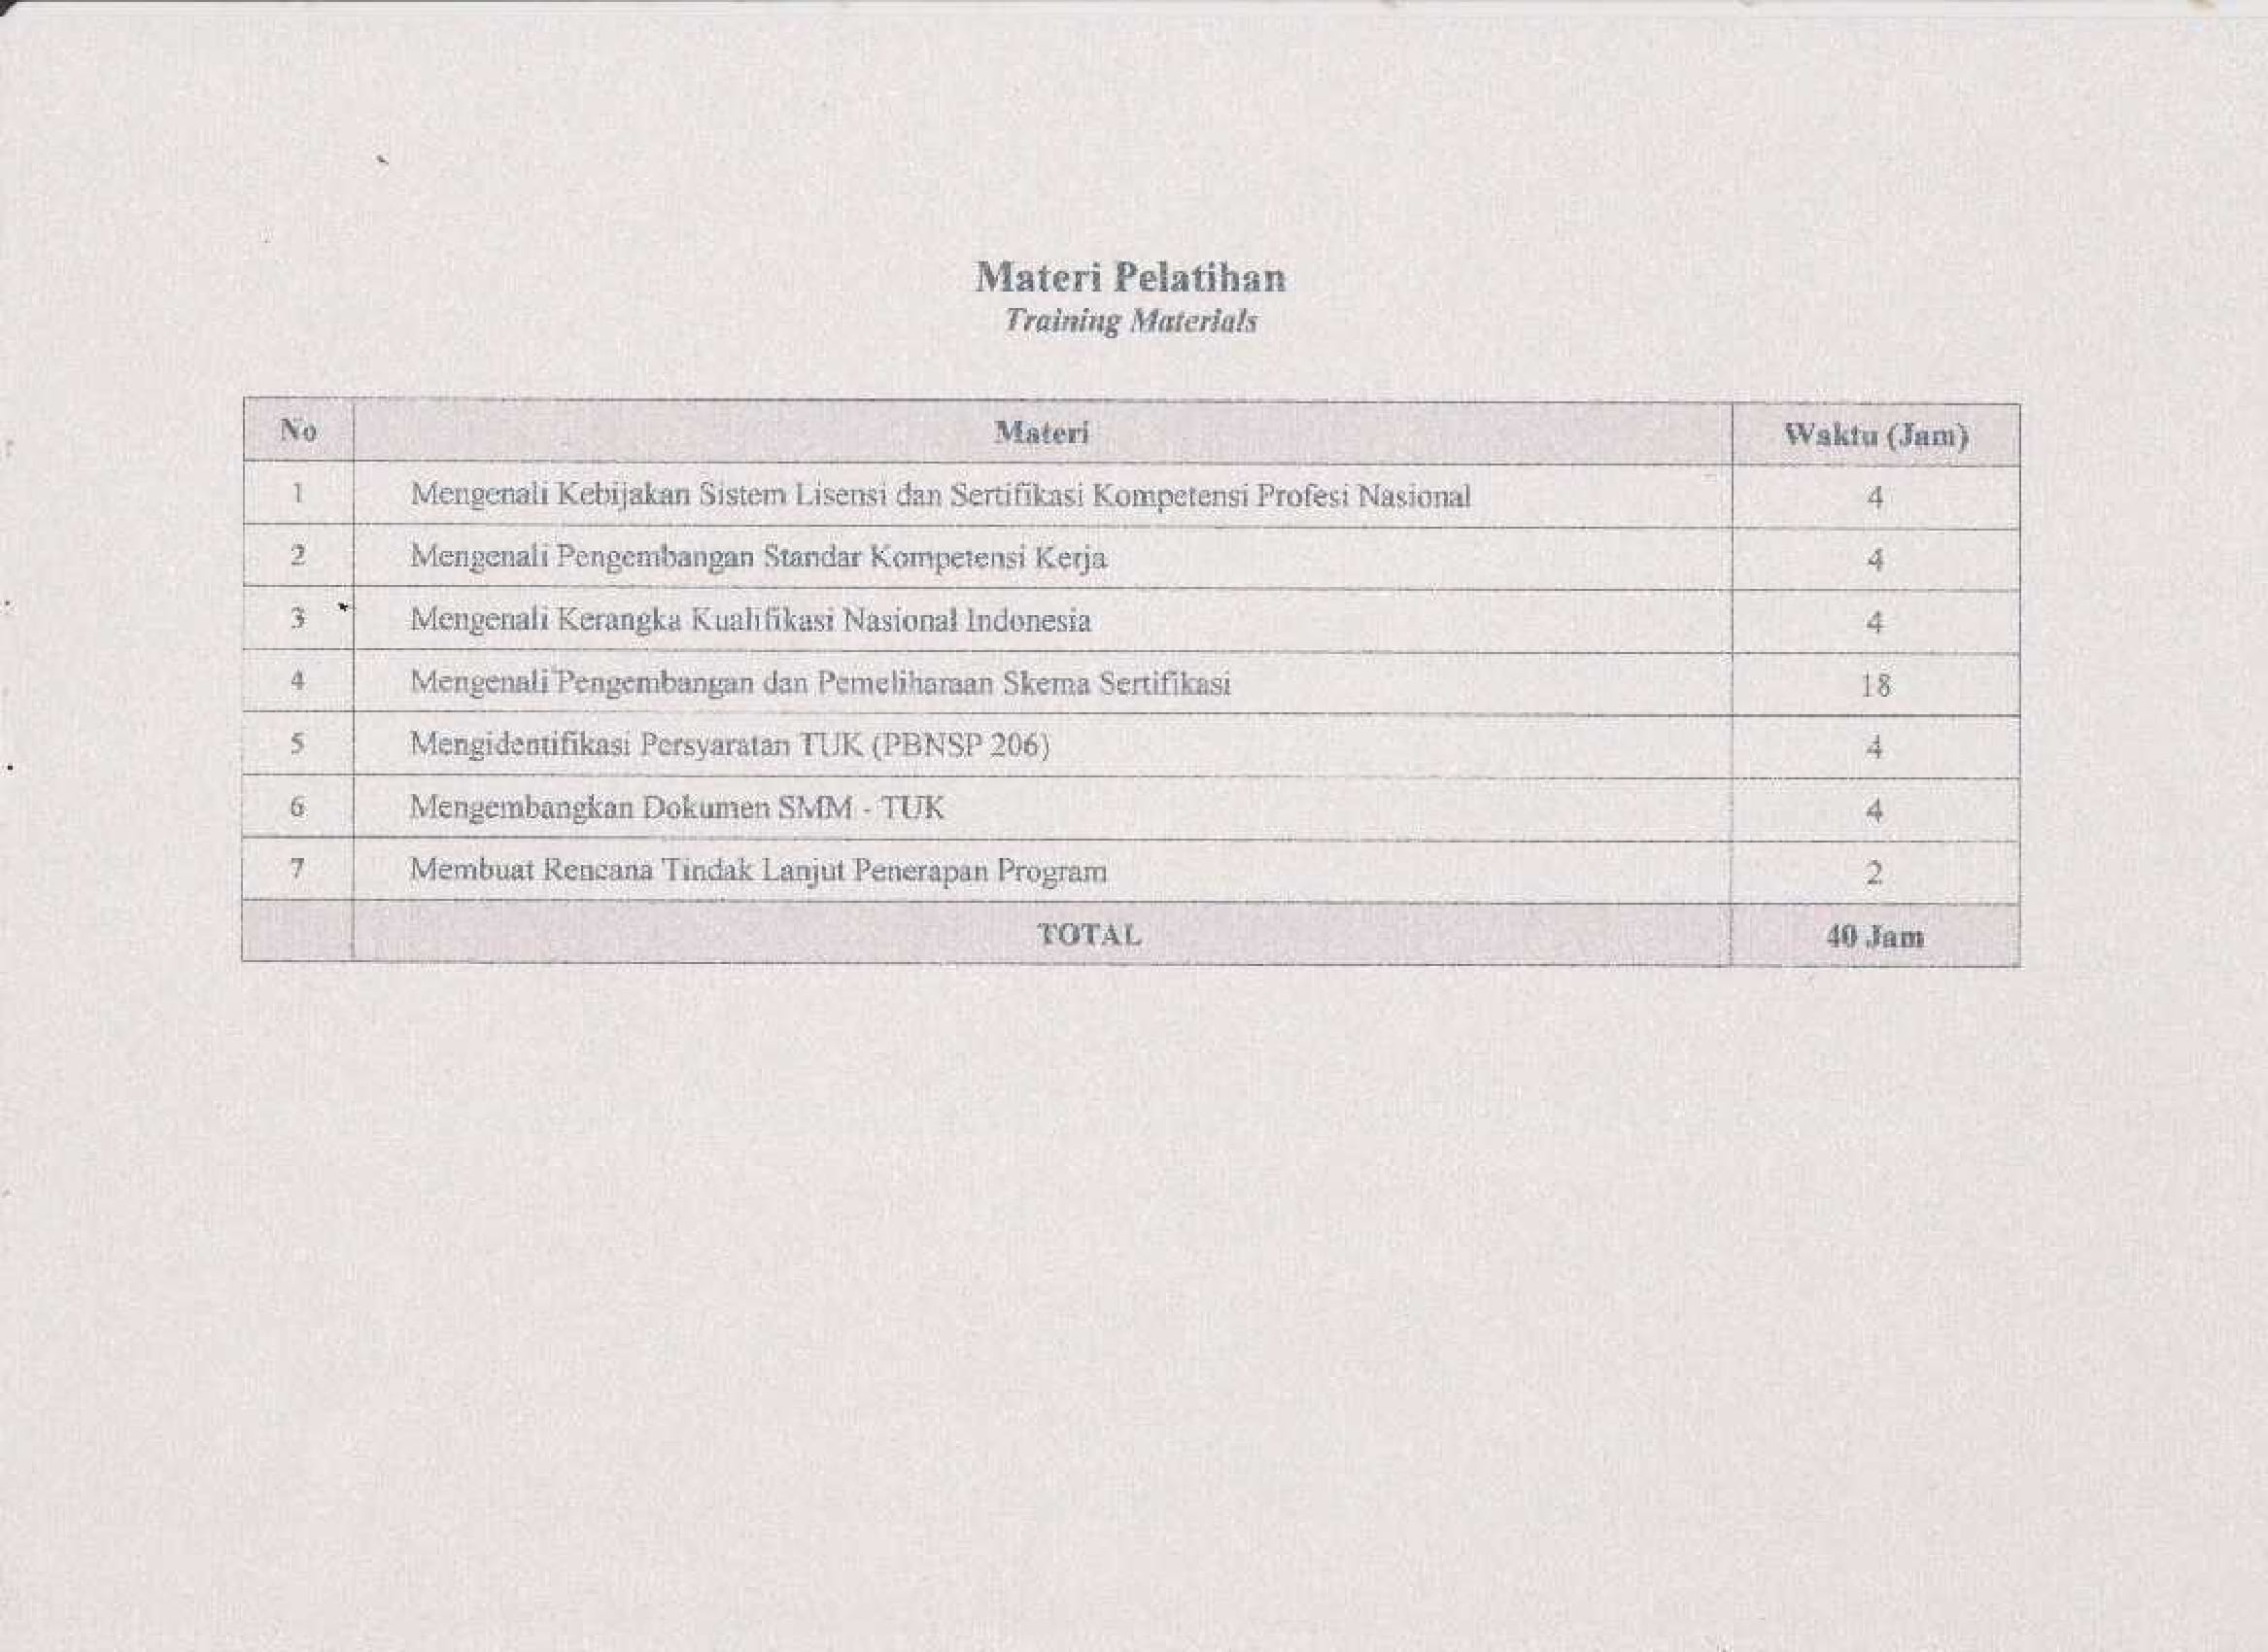 Materi Pelatihan
Training Materials
No Materi Waktu (Jam)
1 Mengenali Kebijakan Sistem Lisensi dan Sertifikasi Kompetensi Profesi Nasional 4
2 Mengenali Pengembangan Standar Kompetensi Kerja 4
3 Mengenali Kerangka Kualifikasi Nasional Indonesia 4
4 Mengenali Pengembangan dan Pemeliharaan Skema Sertifikasi 18
5 Mengidentifikasi Persyaratan TUK (PBNSP 206) 4
6 Mengembangkan Dokumen SMM - TUK 4
7 Membuat Rencana Tindak Lanjut Penerapan Program 2
TOTAL 40 Jam